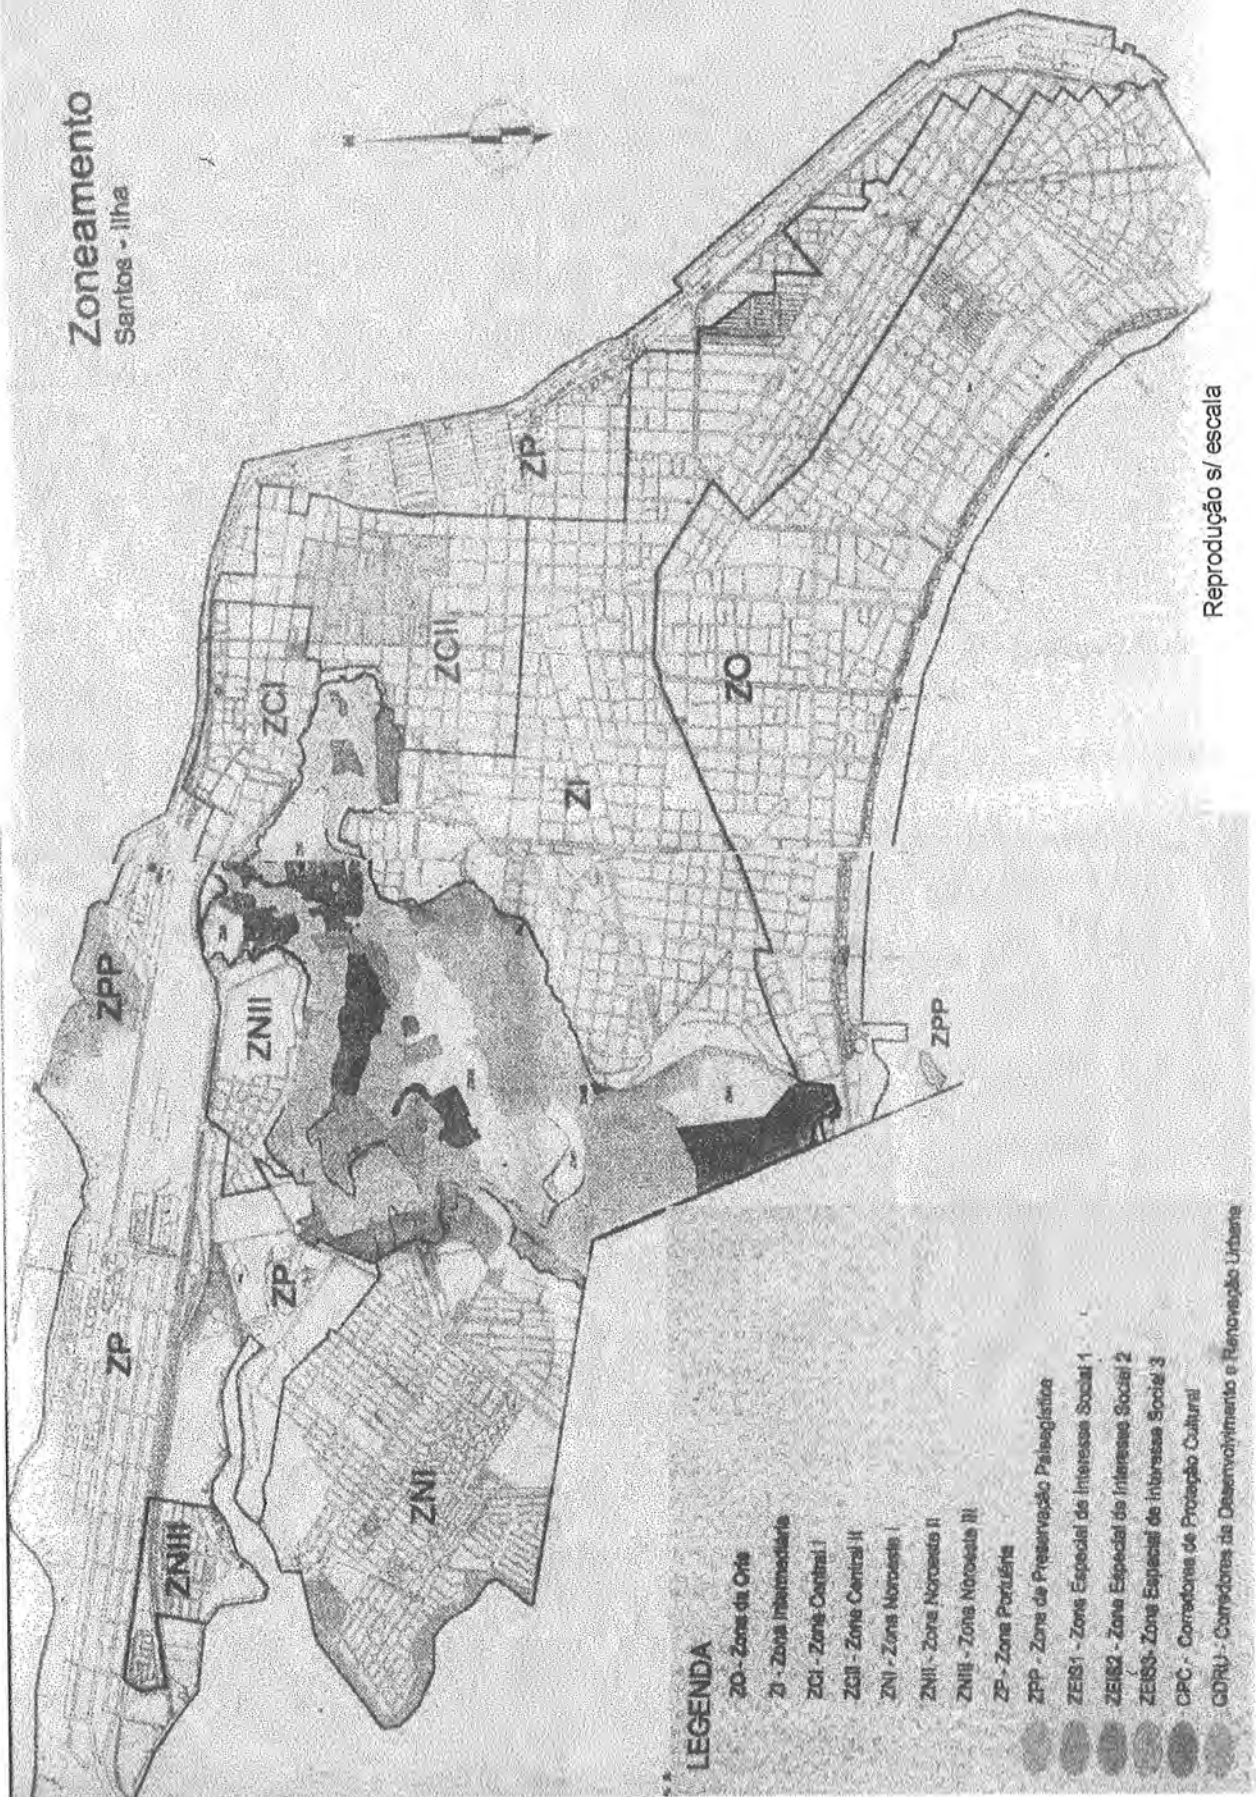 Zoneamento
Santos - Ilha
ZPP
ZP
ZNIII
ZNII
ZCI
ZP
ZP
ZCII
ZNI
ZI
ZO
ZPP
LEGENDA
ZO - Zona da Orla
ZI - Zona Intermediária
ZCI - Zona Central I
ZCII - Zona Central II
ZNI - Zona Noroeste I
ZNII - Zona Noroeste II
ZNIII - Zona Noroeste III
ZP - Zona Portuária
ZPP - Zona de Preservação Paisagística
ZEIS1 - Zona Especial de Interesse Social 1
ZEIS2 - Zona Especial de Interesse Social 2
ZEIS3- Zona Especial de Interesse Social 3
CPC - Corredores de Proteção Cultural
CDRU - Corredores de Desenvolvimento e Renovação Urbana
Reprodução s/ escala